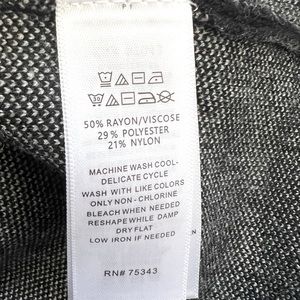 50% RAYON/VISCOSE
29% POLYESTER
21% NYLON
MACHINE WASH COOL-
DELICATE CYCLE
WASH WITH LIKE COLORS
ONLY NON-CHLORINE
BLEACH WHEN NEEDED
RESHAPE WHILE DAMP
DRY FLAT
LOW IRON IF NEEDED
RN# 75343